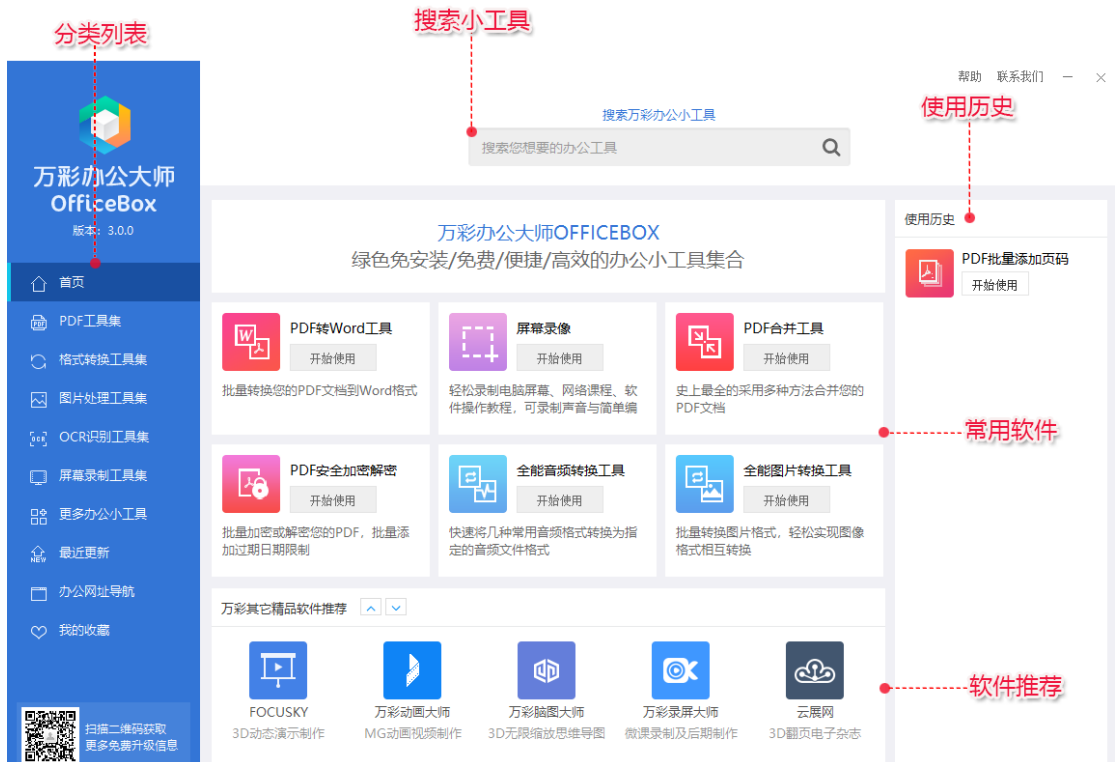 分类列表
搜索小工具
帮助 联系我们
使用历史
搜索万彩办公小工具
搜索您想要的办公工具
万彩办公大师
OfficeBox
版本：3.0.0
首页
PDF工具集
格式转换工具集
图片处理工具集
OCR识别工具集
屏幕录制工具集
更多办公小工具
最近更新
办公网址导航
我的收藏
扫描二维码获取
更多免费升级信息
万彩办公大师OFFICEBOX
绿色免安装/免费/便捷/高效的办公小工具集合
使用历史
PDF批量添加页码
开始使用
PDF转Word工具
开始使用
批量转换您的PDF文档到Word格式
屏幕录像
开始使用
轻松录制电脑屏幕、网络课程、软
件操作教程，可录制声音与简单编
PDF合并工具
开始使用
史上最全的采用多种方法合并您的
PDF文档
常用软件
PDF安全加密解密
开始使用
批量加密或解密您的PDF，批量添
加过期日期限制
全能音频转换工具
开始使用
快速将几种常用音频格式转换为指
定的音频文件格式
全能图片转换工具
开始使用
批量转换图片格式，轻松实现图像
格式相互转换
万彩其它精品软件推荐
FOCUSKY
3D动态演示制作
万彩动画大师
MG动画视频制作
万彩脑图大师
3D无限缩放思维导图
万彩录屏大师
微课录制及后期制作
云展网
3D翻页电子杂志
软件推荐